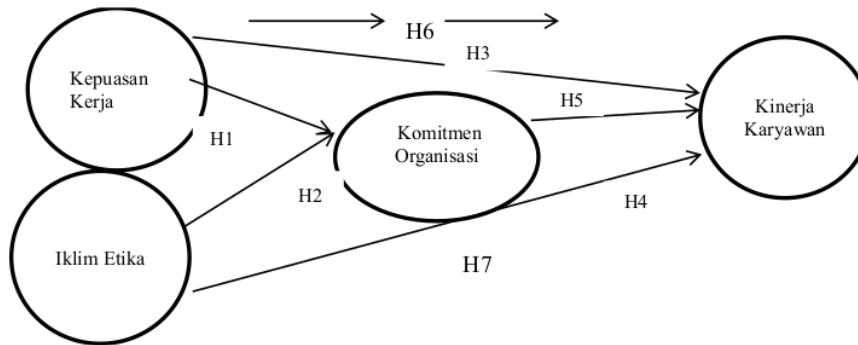 H6
H3
Kepuasan
Kerja
H5
Kinerja
Karyawan
H1
Komitmen
Organisasi
H2
H4
Iklim Etika
H7